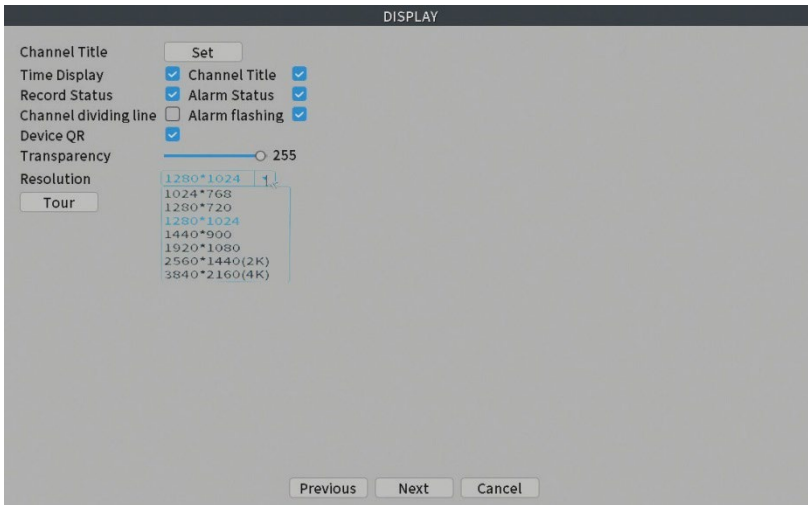 DISPLAY
Channel Title Set
Time Display Channel Title
Record Status Alarm Status
Channel dividing line Alarm flashing
Device QR
Transparency 255
Resolution 1280*1024
Tour
1024*768
1280*720
1280*1024
1440*900
1920*1080
2560*1440(2K)
3840*2160(4K)
Previous Next Cancel